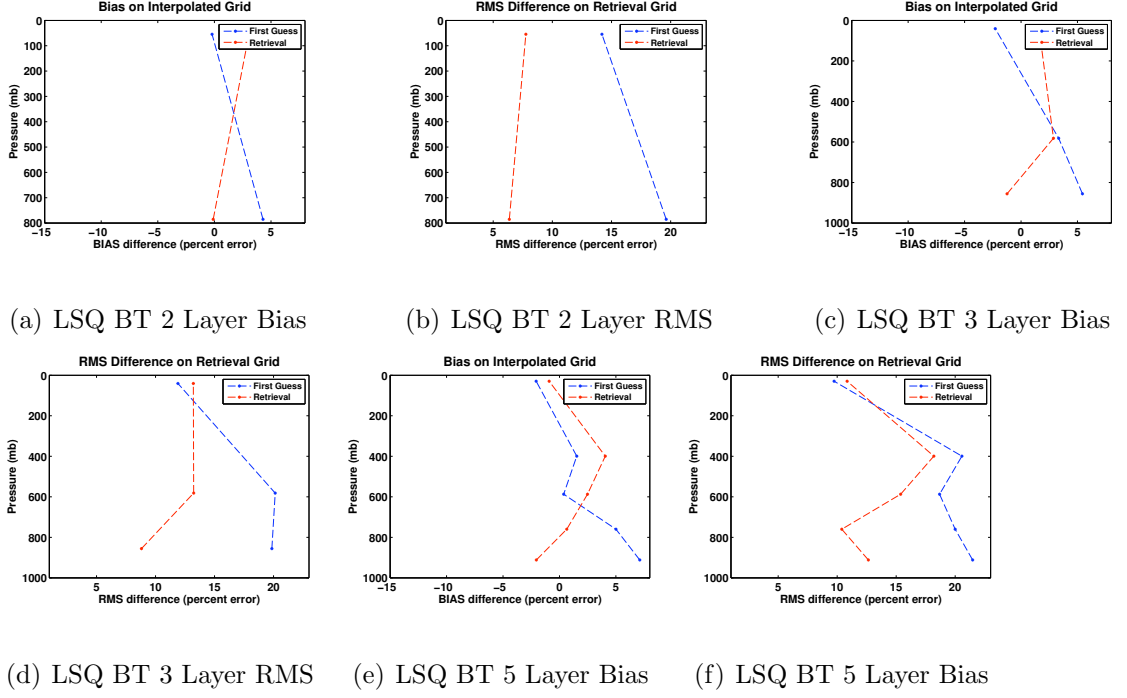 Bias on Interpolated Grid
First Guess
Retrieval
Pressure (mb)
0
100
200
300
400
500
600
700
800
−15 −10 −5 0 5
BIAS difference (percent error)
(a) LSQ BT 2 Layer Bias
RMS Difference on Retrieval Grid
First Guess
Retrieval
Pressure (mb)
0
100
200
300
400
500
600
700
800
5 10 15 20
RMS difference (percent error)
(b) LSQ BT 2 Layer RMS
Bias on Interpolated Grid
First Guess
Retrieval
Pressure (mb)
0
200
400
600
800
1000
−15 −10 −5 0 5
BIAS difference (percent error)
(c) LSQ BT 3 Layer Bias
RMS Difference on Retrieval Grid
First Guess
Retrieval
Pressure (mb)
0
200
400
600
800
1000
5 10 15 20
RMS difference (percent error)
(d) LSQ BT 3 Layer RMS
Bias on Interpolated Grid
First Guess
Retrieval
Pressure (mb)
0
200
400
600
800
1000
−15 −10 −5 0 5
BIAS difference (percent error)
(e) LSQ BT 5 Layer Bias
RMS Difference on Retrieval Grid
First Guess
Retrieval
Pressure (mb)
0
200
400
600
800
1000
5 10 15 20
RMS difference (percent error)
(f) LSQ BT 5 Layer Bias